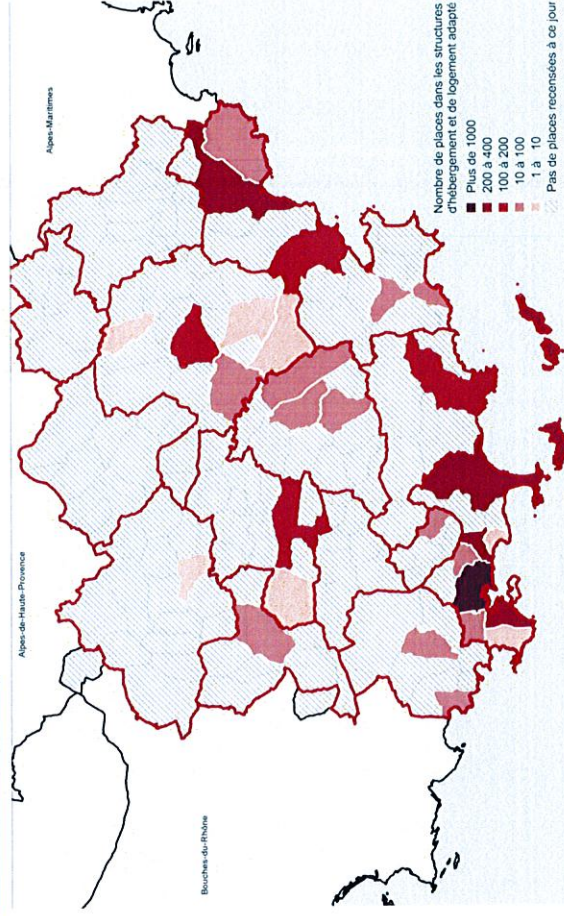 Alpes-de-Haute-Provence
Alpes-Maritimes
Bouches-du-Rhône
Nombre de places dans les structures
d'hébergement et de logement adapté
Plus de 1000
200 à 400
100 à 200
10 à 100
1 à 10
Pas de places recensées à ce jour